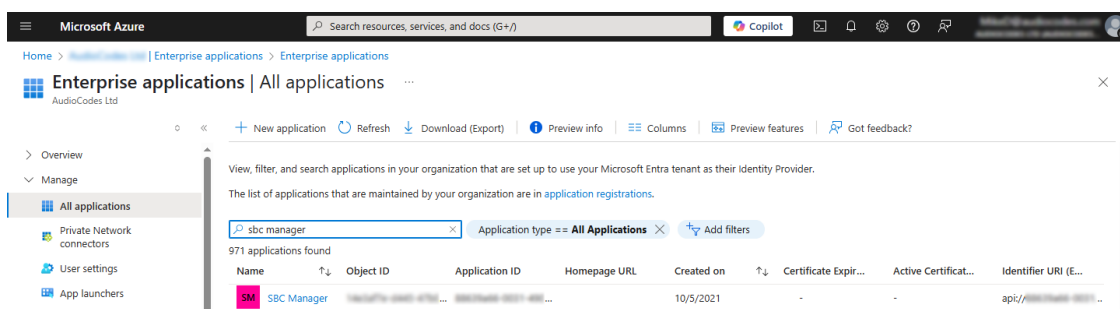 Microsoft Azure
Search resources, services, and docs (G+/)
Copilot
Home > | Enterprise applications > Enterprise applications
Enterprise applications | All applications ...
AudioCodes Ltd
New application Refresh Download (Export) Preview info Columns Preview features Got feedback?
Overview
Manage
All applications
Private Network
connectors
User settings
App launchers
View, filter, and search applications in your organization that are set up to use your Microsoft Entra tenant as their Identity Provider.
The list of applications that are maintained by your organization are in application registrations.
sbc manager
Application type == All Applications
Add filters
971 applications found
Name Object ID Application ID Homepage URL Created on Certificate Expir... Active Certificat... Identifier URI (E...
SM SBC Manager ... ... 10/5/2021 - - api:// ..